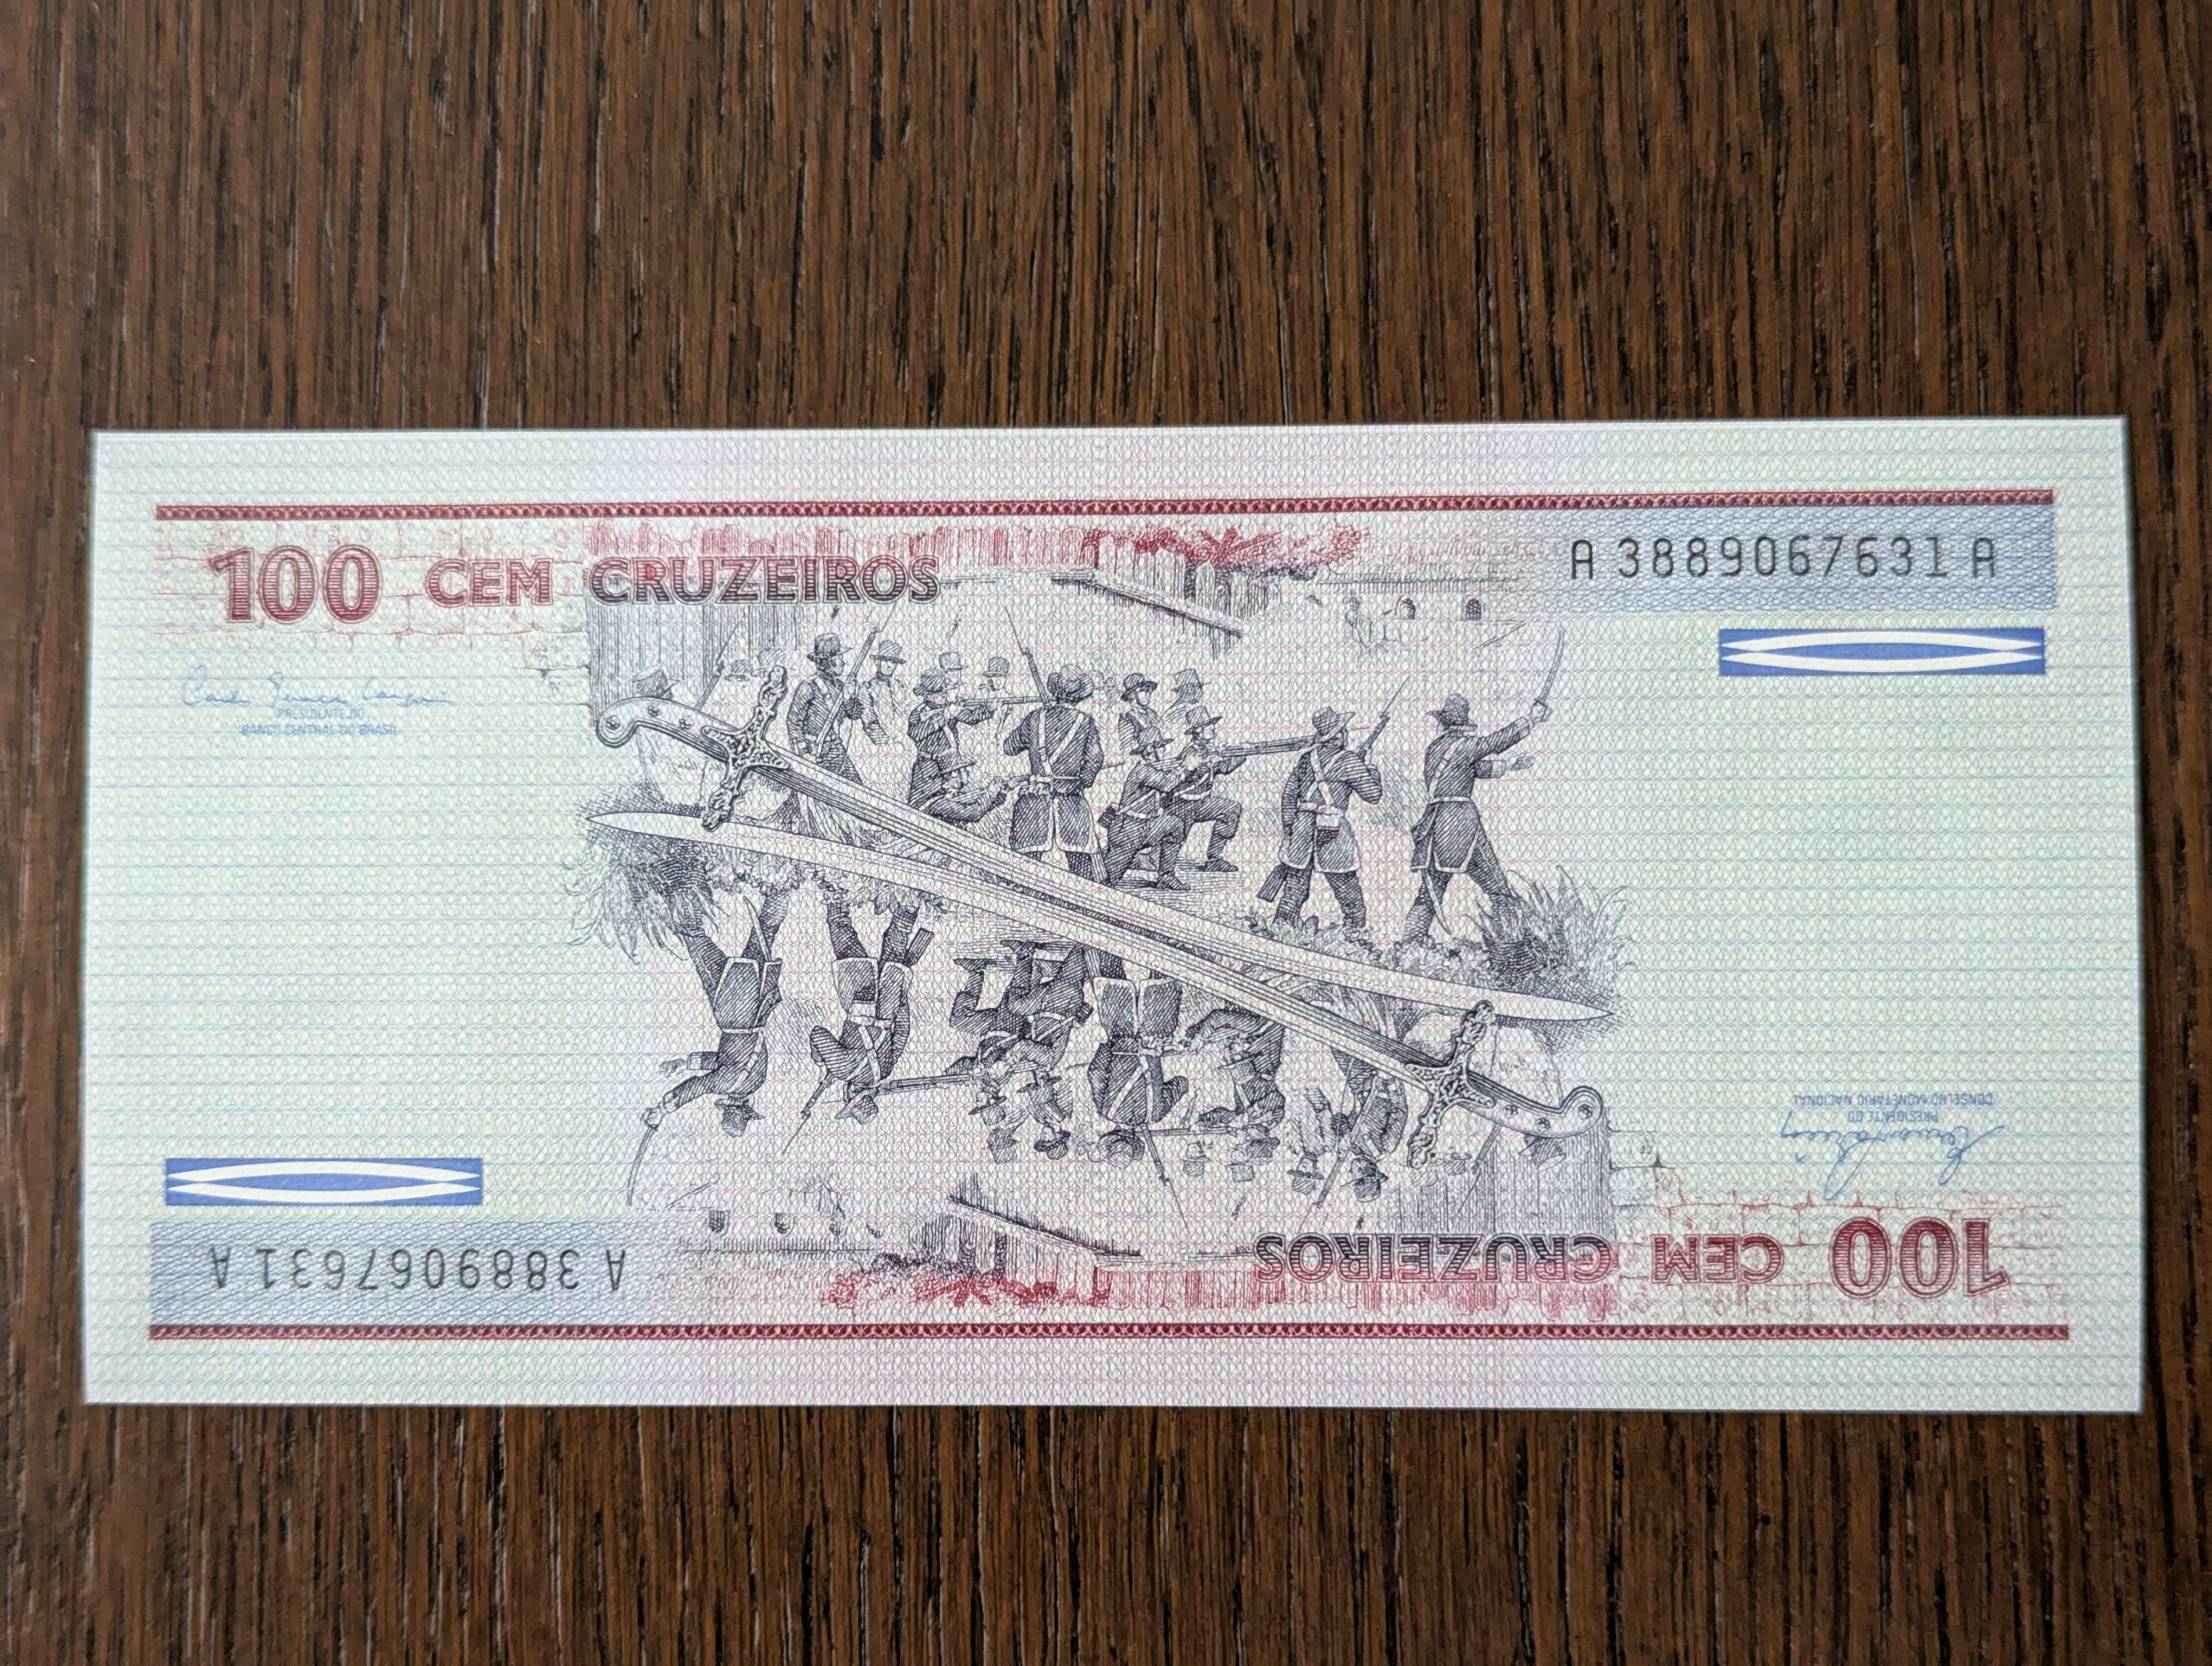 100 CEM CRUZEIROS
A 3889067631 A
PRESIDENTE DO
BANCO CENTRAL DO BRASIL
PRESIDENTE DO
CONSELHO MONETÁRIO NACIONAL
A 3889067631 A
100 CEM CRUZEIROS